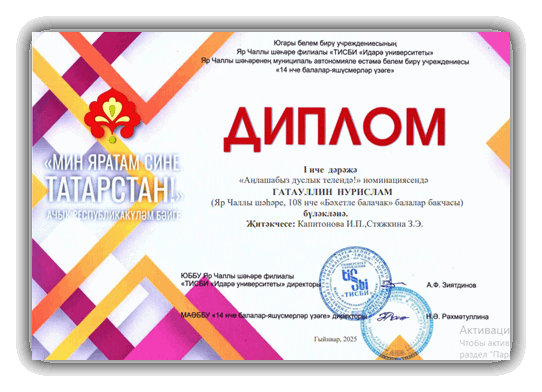 Югары белем бирү учреждениесының
Яр Чаллы шәһәре филиалы «ТИСБИ «Идарә университеты»
Яр Чаллы шәһәренең муниципаль автономияле өстәмә белем бирү учреждениесы
«14 нче балалар-яшүсмерләр үзәге»
«МИН ЯРАТАМ СИНЕ
ТАТАРСТАН!»
АЧЫК РЕСПУБЛИКАКҮЛӘМ БӘЙГЕ
ДИПЛОМ
I нче дәрәҗә
«Аңлашабыз дуслык телендә!» номинациясендә
ГАТАУЛЛИН НУРИСЛАМ
(Яр Чаллы шәһәре, 108 нче «Бәхетле балачак» балалар бакчасы)
бүләкләнә.
Җитәкчесе: Капитонова И.П.,Стяжкина З.Э.
ЮББУ Яр Чаллы шәһәре филиалы
«ТИСБИ «Идарә университеты» директоры
А.Ф. Зиятдинов
tisbi
«ТИСБИ»
МАӨББУ «14 нче балалар-яшүсмерләр үзәге» директоры
Н.Ә. Рәхмәтуллина
Гыйнвар, 2025
Активаци
Чтобы актив
раздел "Пар